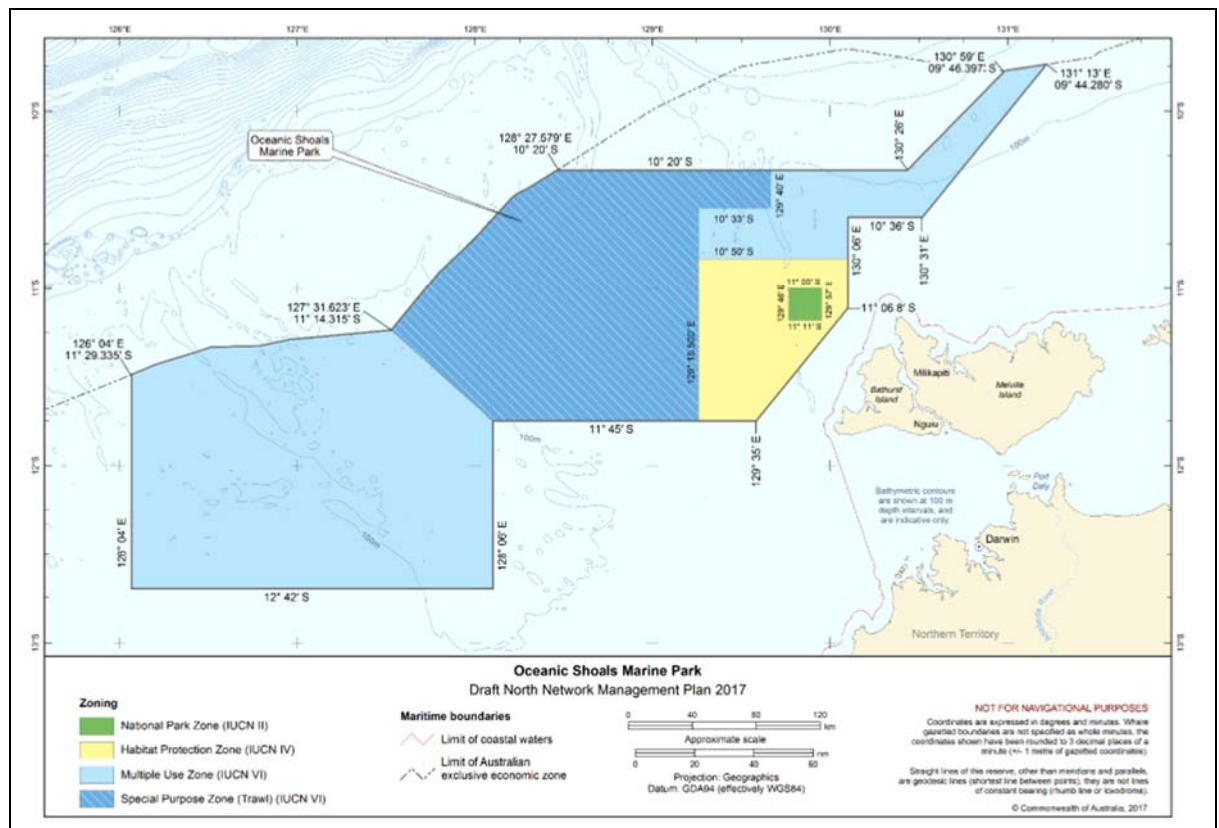 126°E
127°E
128°E
129°E
130°E
131°E
10°S
11°S
12°S
13°S
10°S
11°S
12°S
13°S
130° 59' E
131° 13' E
09° 44.280' S
Oceanic Shoals
Marine Park
128° 27.579' E
10° 20' S
10° 20' S
130° 26' E
129° 40' E
10° 33' S
10° 50' S
10° 36' S
130° 06' E
130° 31' E
100m
127° 31.623' E
11° 14.315' S
126° 04' E
11° 29.335' S
11° 00' S
129° 46' E
129° 57' E
11° 11' S
11° 06.8' S
Milikapiti
Bathurst
Island
Melville
Island
Nguiu
11° 45' S
129° 35' E
100m
100m
126° 04' E
128° 06' E
12° 42' S
Bathymetric contours
are shown at 100 m
depth intervals, and
are indicative only.
Port
Daly
Darwin
Northern Territory
Oceanic Shoals Marine Park
Draft North Network Management Plan 2017
Zoning
National Park Zone (IUCN II)
Habitat Protection Zone (IUCN IV)
Multiple Use Zone (IUCN VI)
Special Purpose Zone (Trawl) (IUCN VI)
Maritime boundaries
Limit of coastal waters
Limit of Australian
exclusive economic zone
0 40 80 120
km
Approximate scale
0 20 40 60
nm
Projection: Geographics
Datum: GDA94 (effectively WGS84)
NOT FOR NAVIGATIONAL PURPOSES
Coordinates are expressed in degrees and minutes. Where
gazetted boundaries are not specified as whole minutes, the
coordinates shown have been rounded to 3 decimal places of a
minute (+/- 1 metre of gazetted coordinates).
Straight lines of this reserve, other than meridians and parallels,
are geodesic lines (shortest line between points); they are not lines
of constant bearing (rhumb line or loxodrome).
© Commonwealth of Australia, 2017